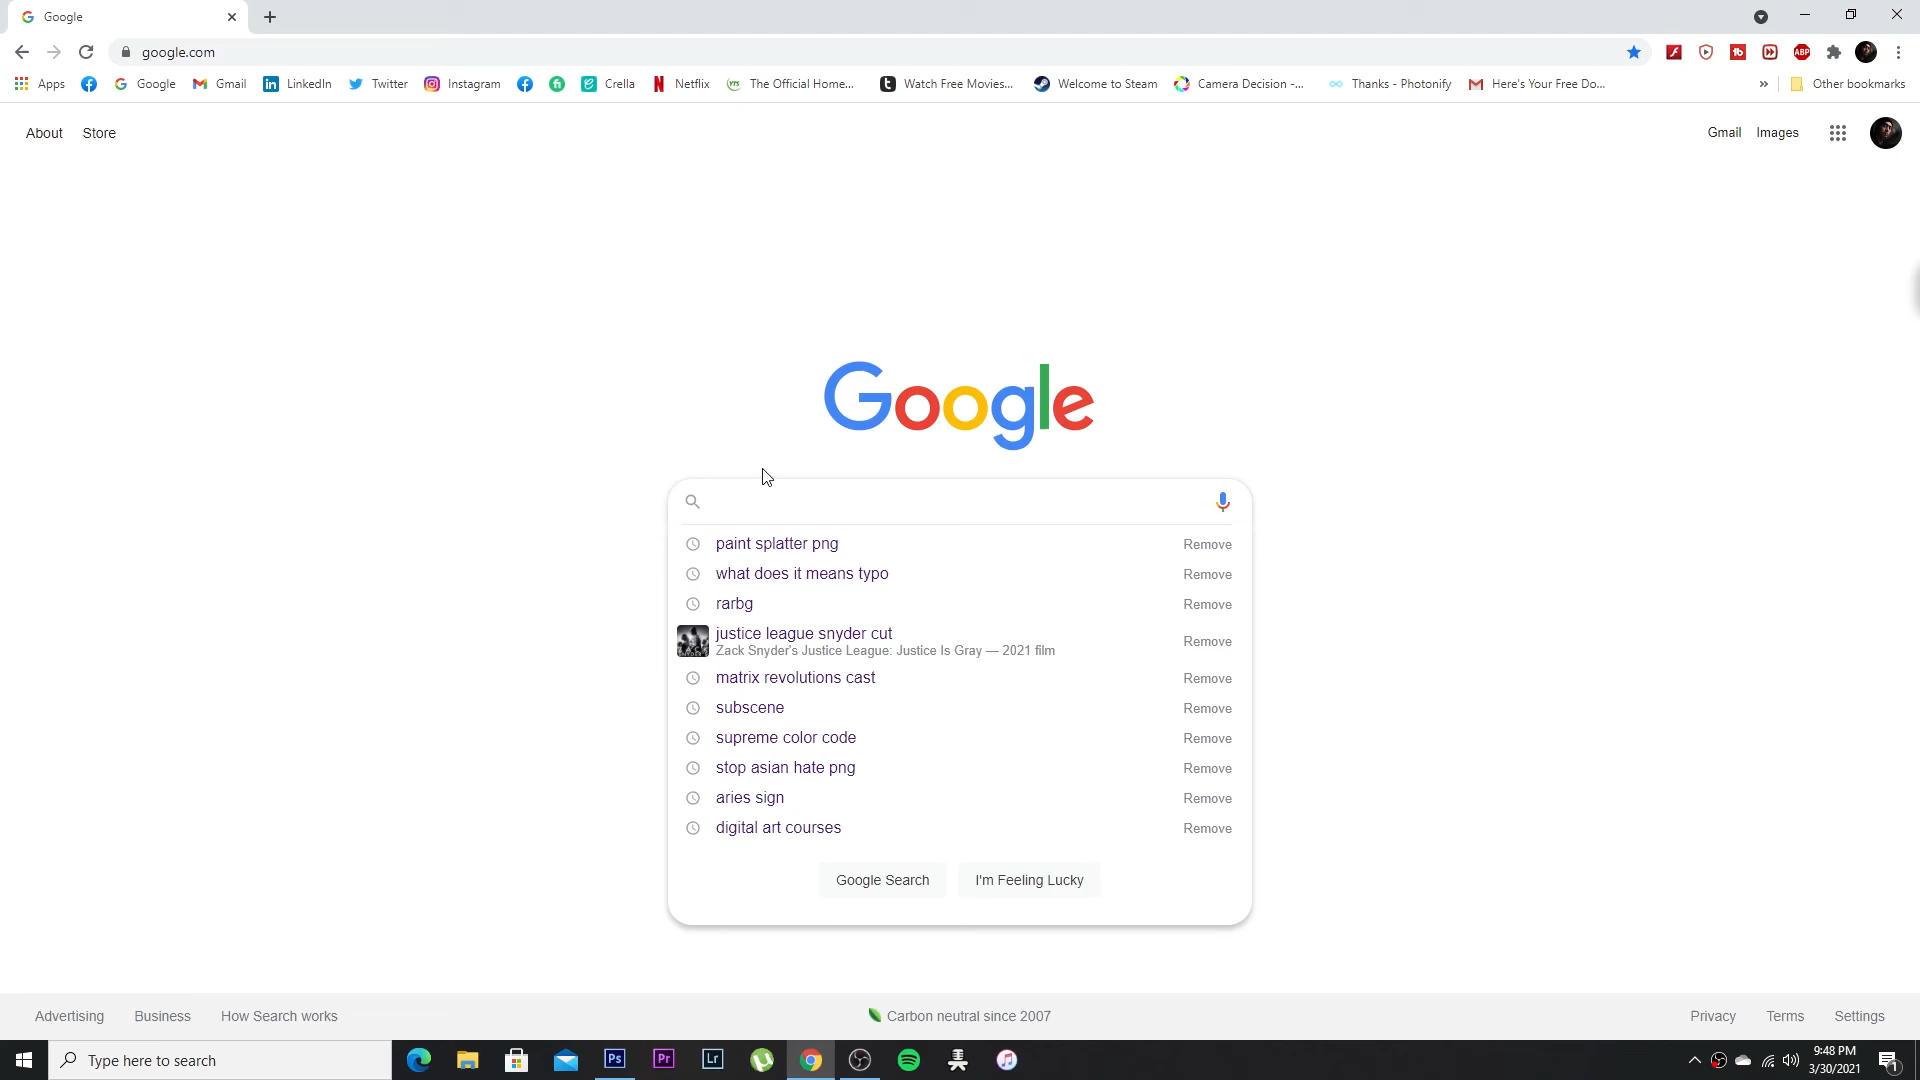 Google
google.com
Apps Google Gmail LinkedIn Twitter Instagram Crella Netflix The Official Home... Watch Free Movies... Welcome to Steam Camera Decision -... Thanks - Photonify Here's Your Free Do... » Other bookmarks
About Store Gmail Images
Google
paint splatter png Remove
what does it means typo Remove
rarbg Remove
justice league snyder cut Remove
Zack Snyder's Justice League: Justice Is Gray — 2021 film
matrix revolutions cast Remove
subscene Remove
supreme color code Remove
stop asian hate png Remove
aries sign Remove
digital art courses Remove
Google Search I'm Feeling Lucky
Advertising Business How Search works Carbon neutral since 2007 Privacy Terms Settings
Type here to search Ps Pr Lr 9:48 PM
3/30/2021 1